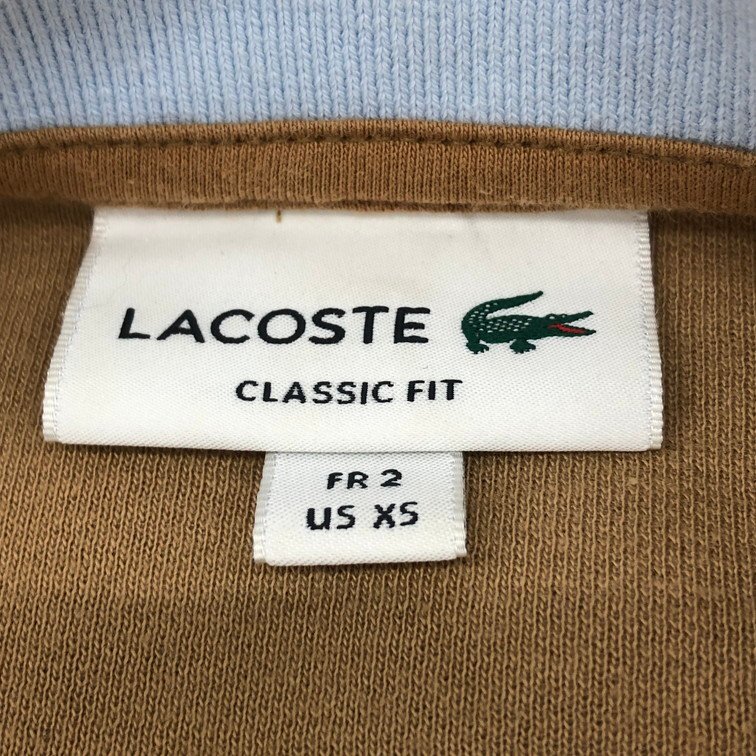 LACOSTE
CLASSIC FIT
FR 2
US XS